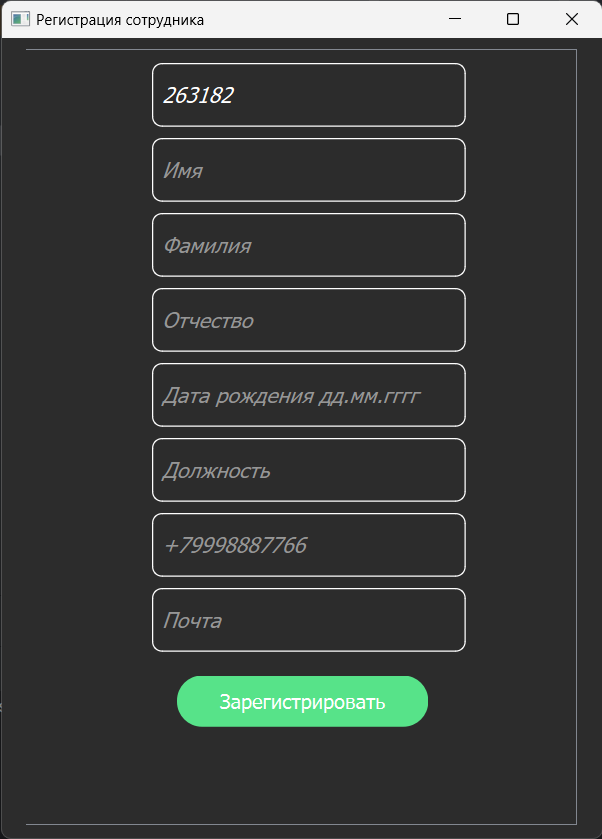 Регистрация сотрудника
263182
Имя
Фамилия
Отчество
Дата рождения дд.мм.гггг
Должность
+79998887766
Почта
Зарегистрировать